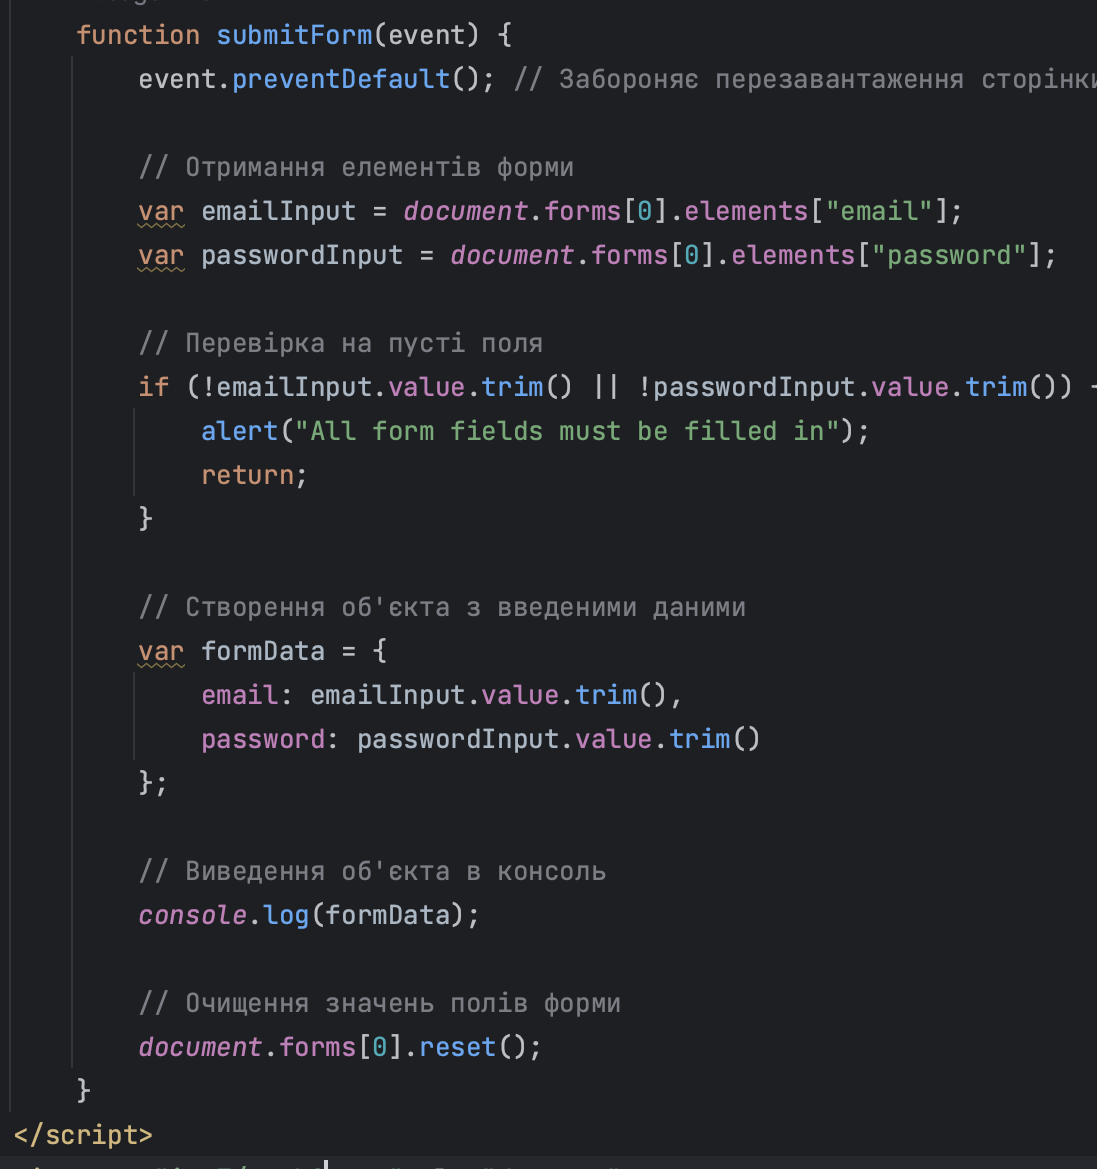 function submitForm(event) {
event.preventDefault(); // Забороняє перезавантаження сторінки
// Отримання елементів форми
var emailInput = document.forms[0].elements["email"];
var passwordInput = document.forms[0].elements["password"];
// Перевірка на пусті поля
if (!emailInput.value.trim() || !passwordInput.value.trim())
alert("All form fields must be filled in");
return;
}
// Створення об'єкта з введеними даними
var formData = {
email: emailInput.value.trim(),
password: passwordInput.value.trim()
};
// Виведення об'єкта в консоль
console.log(formData);
// Очищення значень полів форми
document.forms[0].reset();
}
</script>